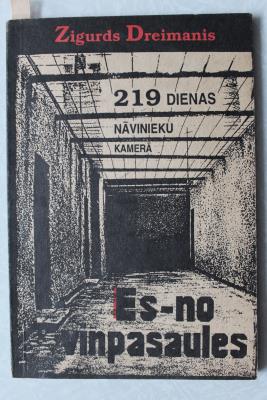 Zigurds Dreimanis
219 DIENAS
NĀVINIEKU
KAMERĀ
Es-no
viņpasaules